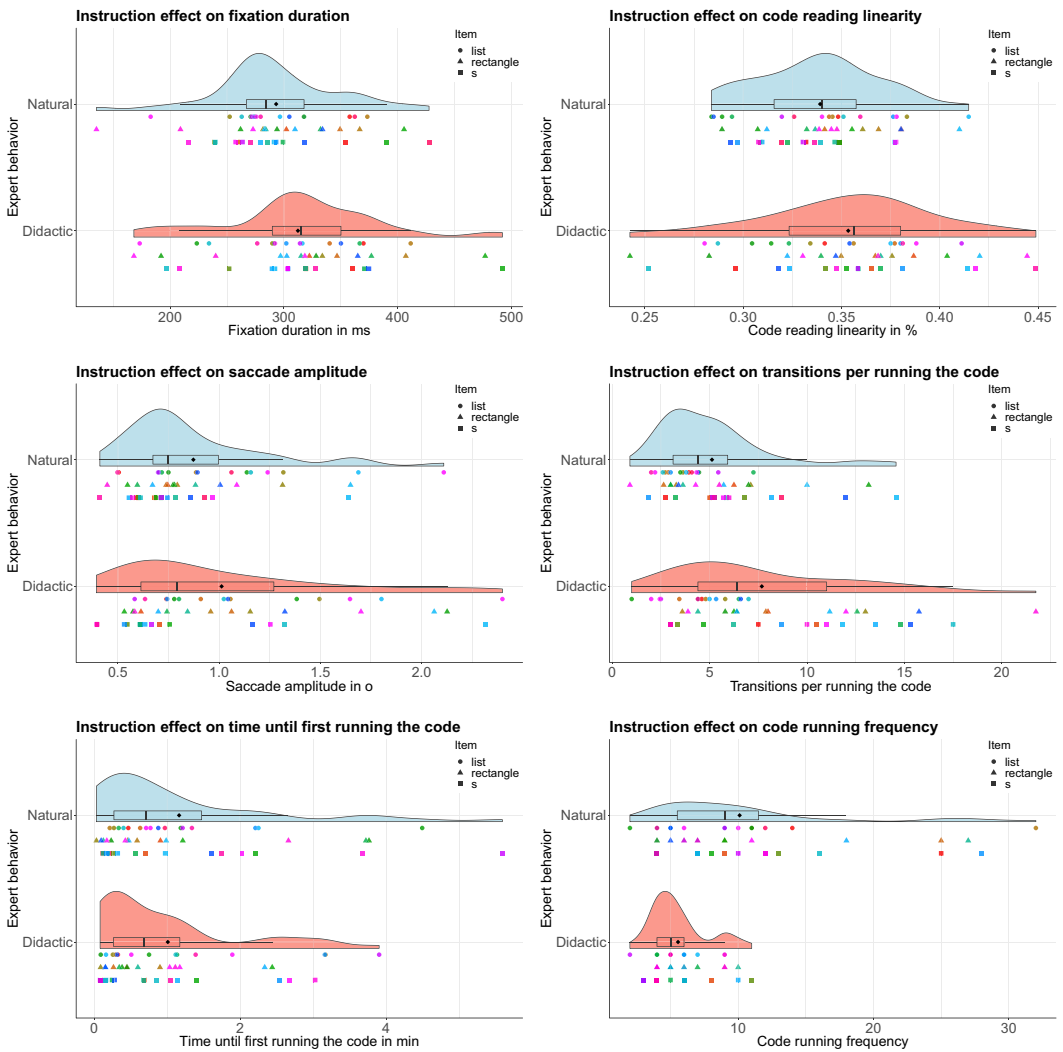 Instruction effect on fixation duration
Item
list
rectangle
s
Expert behavior
Natural
Didactic
200 300 400 500
Fixation duration in ms
Instruction effect on code reading linearity
Item
list
rectangle
s
Expert behavior
Natural
Didactic
0.25 0.30 0.35 0.40 0.45
Code reading linearity in %
Instruction effect on saccade amplitude
Item
list
rectangle
s
Expert behavior
Natural
Didactic
0.5 1.0 1.5 2.0
Saccade amplitude in o
Instruction effect on transitions per running the code
Item
list
rectangle
s
Expert behavior
Natural
Didactic
0 5 10 15 20
Transitions per running the code
Instruction effect on time until first running the code
Item
list
rectangle
s
Expert behavior
Natural
Didactic
0 2 4
Time until first running the code in min
Instruction effect on code running frequency
Item
list
rectangle
s
Expert behavior
Natural
Didactic
10 20 30
Code running frequency